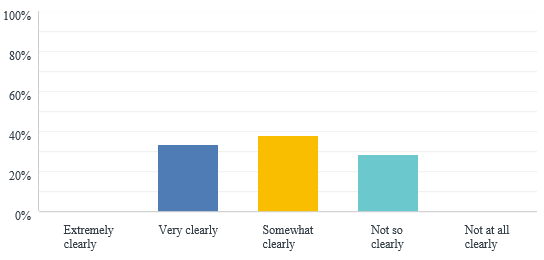 100%
80%
60%
40%
20%
0%
Extremely
clearly
Very clearly
Somewhat
clearly
Not so
clearly
Not at all
clearly